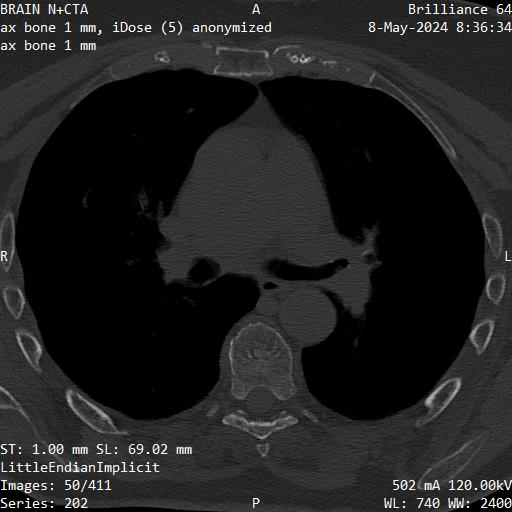 BRAIN N+CTA
ax bone 1 mm, iDose (5) anonymized
ax bone 1 mm
A
Brilliance 64
8-May-2024 8:36:34
R
L
ST: 1.00 mm SL: 69.02 mm
LittleEndianImplicit
Images: 50/411
Series: 202
P
502 mA 120.00kV
WL: 740 WW: 2400